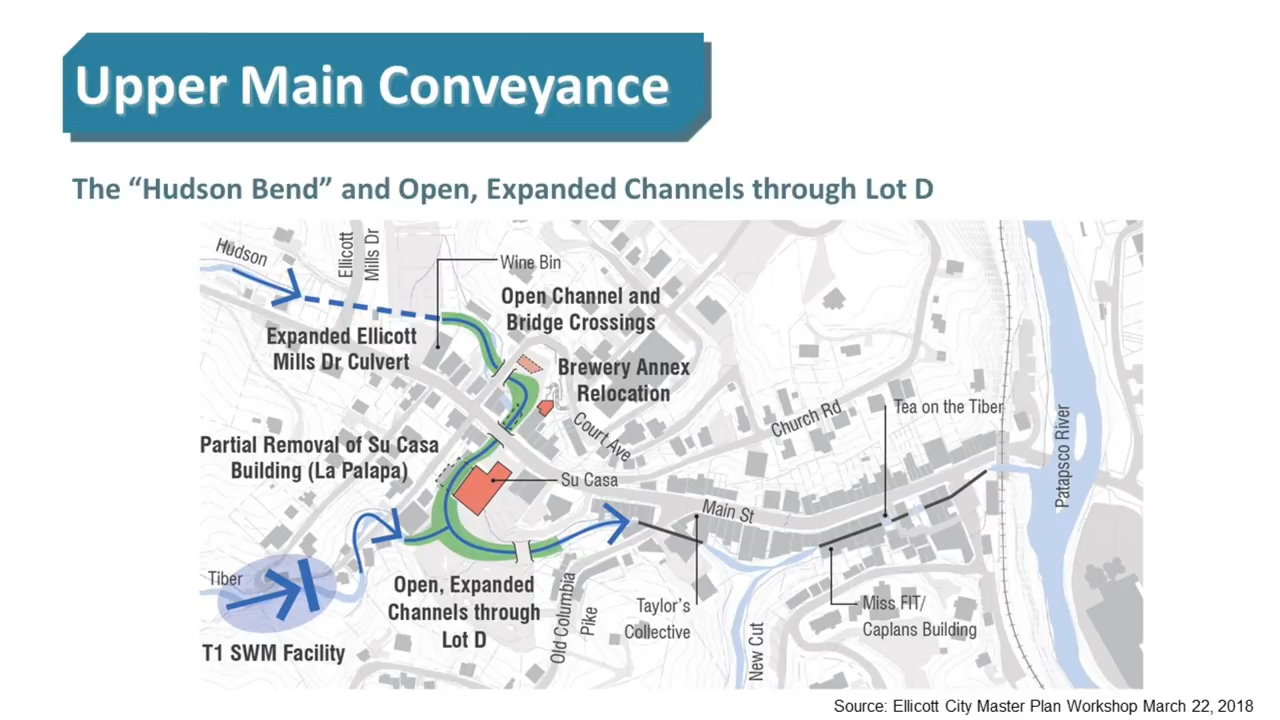 Upper Main Conveyance
The “Hudson Bend” and Open, Expanded Channels through Lot D
Hudson
Ellicott
Mills Dr
Wine Bin
Open Channel and
Bridge Crossings
Expanded Ellicott
Mills Dr Culvert
Brewery Annex
Relocation
Tea on the Tiber
Church Rd
Court Ave
Patapsco River
Partial Removal of Su Casa
Building (La Palapa)
Su Casa
Main St
Tiber
Open, Expanded
Channels through
Lot D
Old Columbia
Pike
Taylor’s
Collective
New Cut
Miss FIT/
Caplans Building
T1 SWM Facility
Source: Ellicott City Master Plan Workshop March 22, 2018